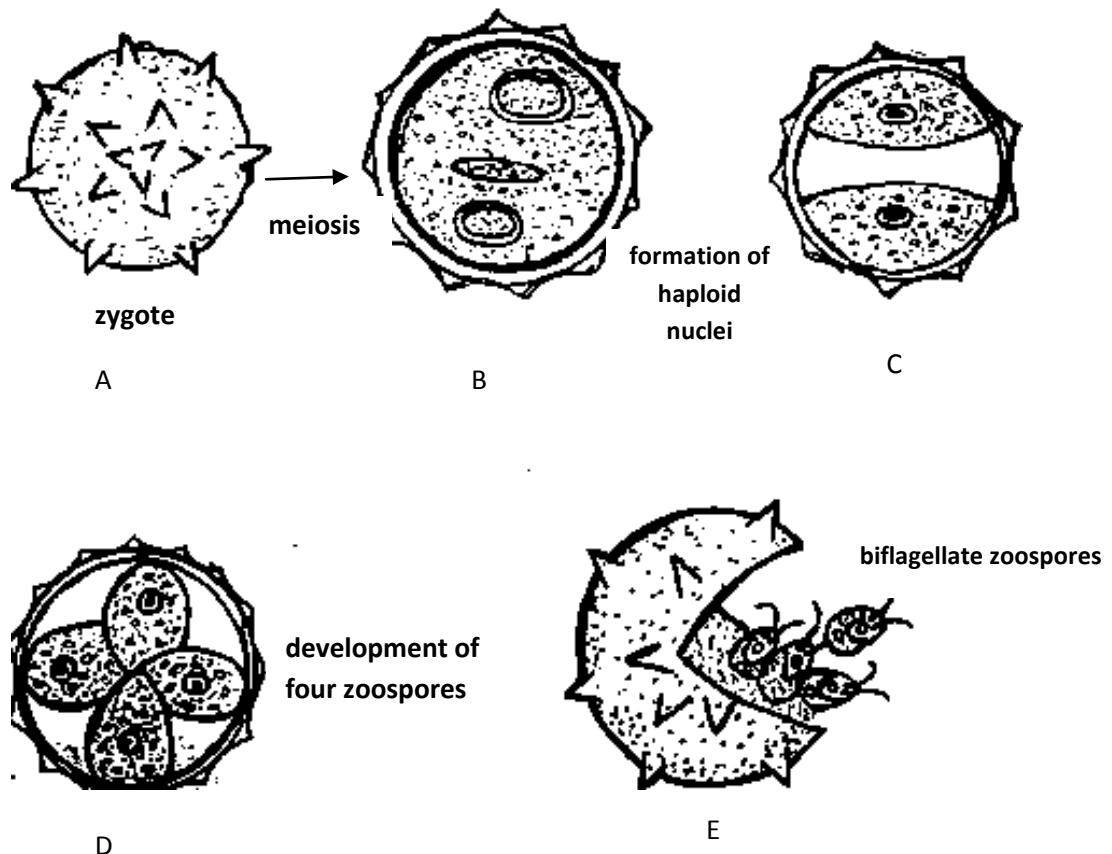 zygote
A
meiosis
B
formation of
haploid
nuclei
C
D
development of
four zoospores
biflagellate zoospores
E